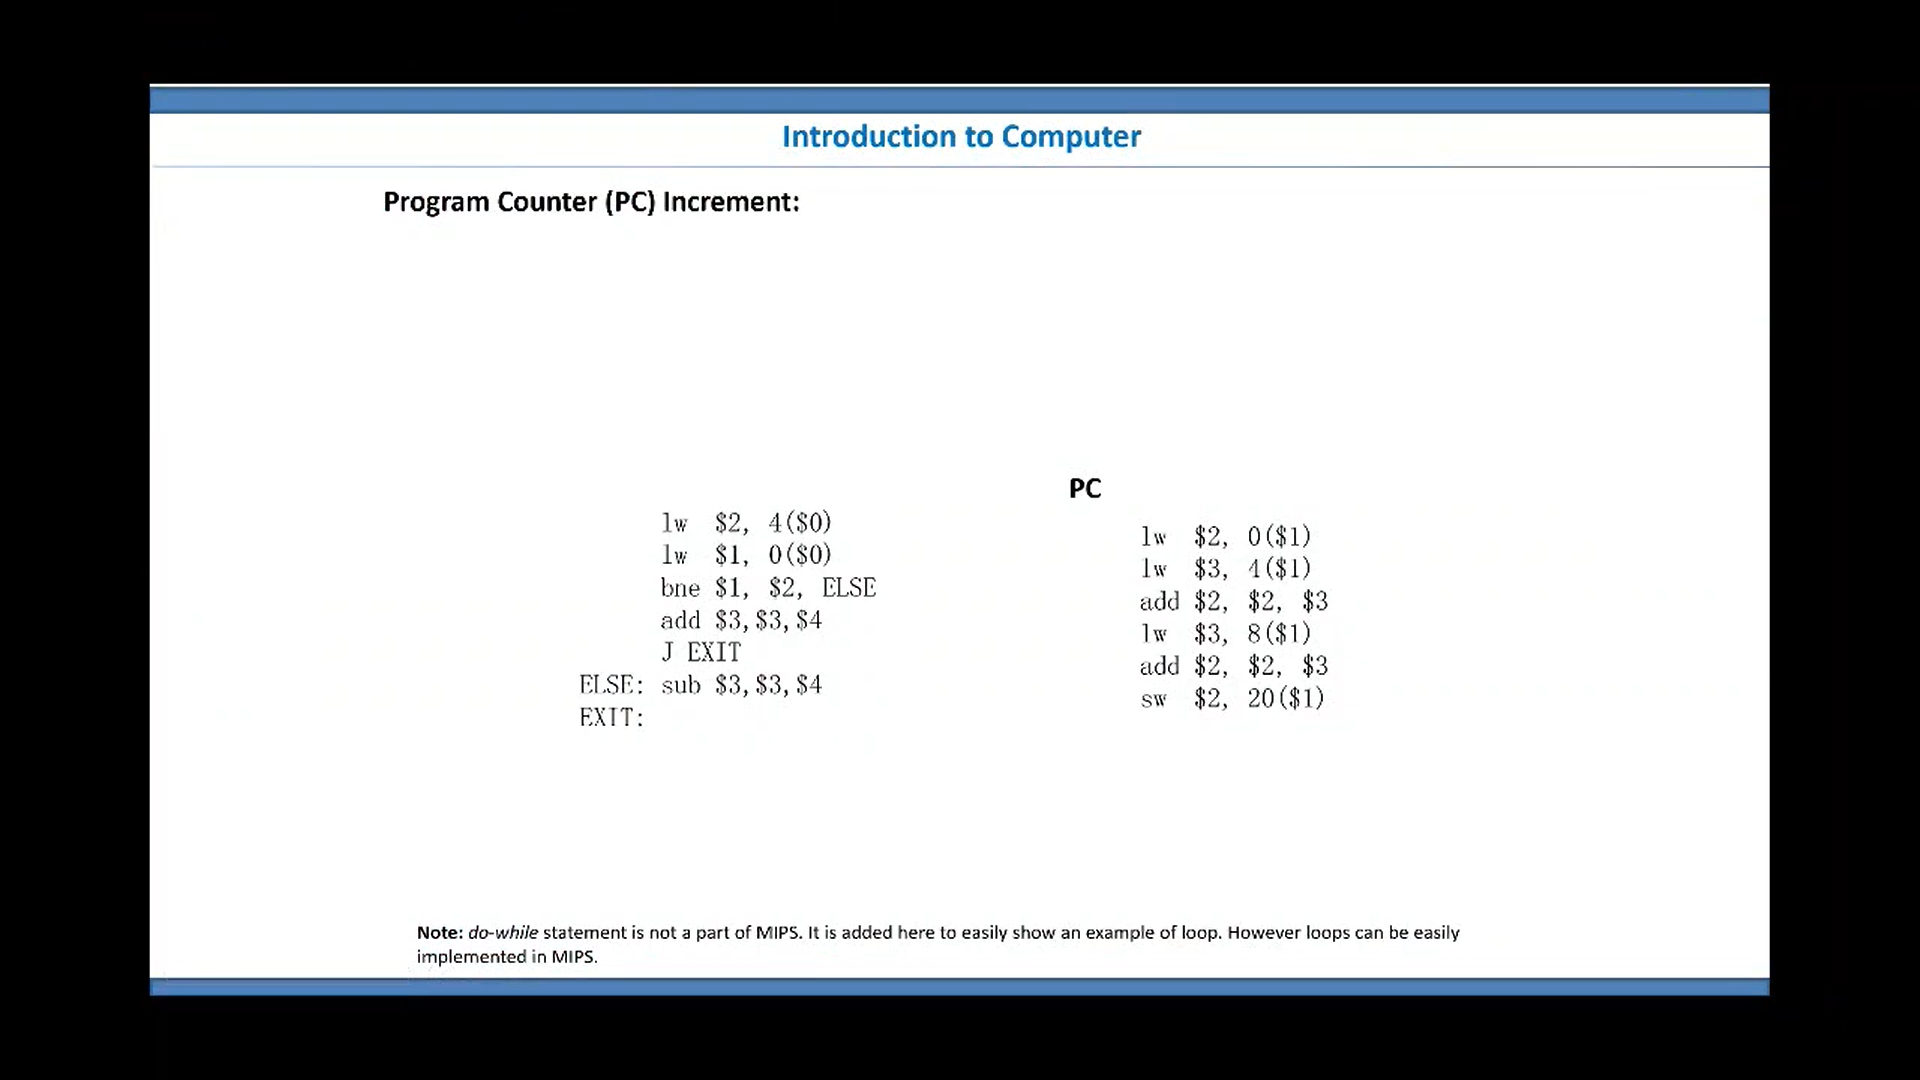 Introduction to Computer
Program Counter (PC) Increment:
lw $2, 4($0)
lw $1, 0($0)
bne $1, $2, ELSE
add $3,$3,$4
J EXIT
ELSE: sub $3,$3,$4
EXIT:
PC
lw $2, 0($1)
lw $3, 4($1)
add $2, $2, $3
lw $3, 8($1)
add $2, $2, $3
sw $2, 20($1)
Note: do-while statement is not a part of MIPS. It is added here to easily show an example of loop. However loops can be easily
implemented in MIPS.